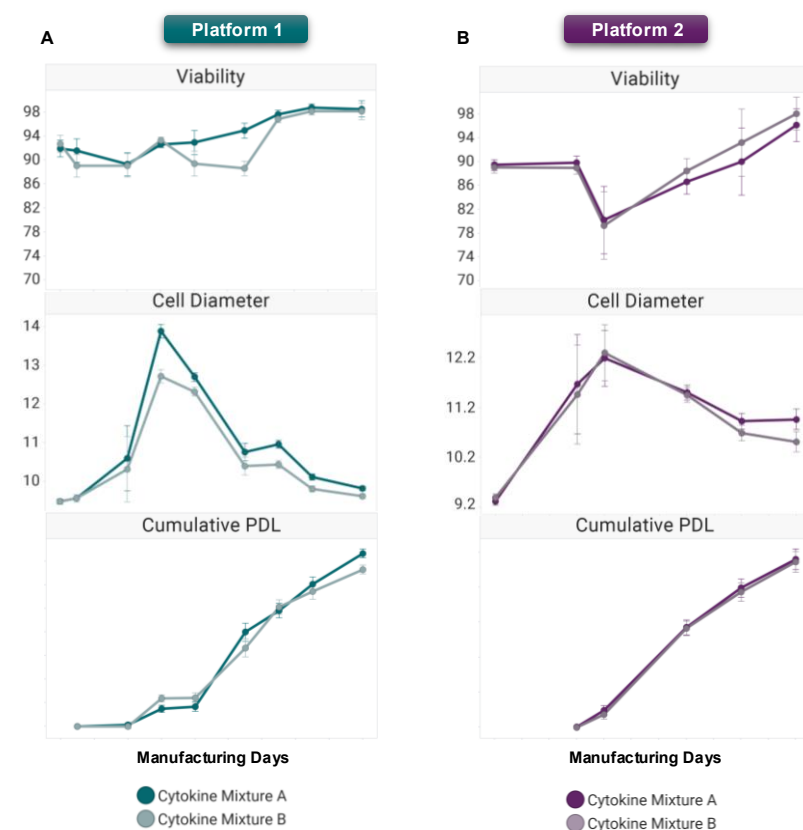 A
Platform 1
Viability
98
94
90
86
82
78
74
70
Cell Diameter
14
13
12
11
10
Cumulative PDL
Manufacturing Days
Cytokine Mixture A
Cytokine Mixture B
B
Platform 2
Viability
98
94
90
86
82
78
74
70
Cell Diameter
12.2
11.2
10.2
9.2
Cumulative PDL
Manufacturing Days
Cytokine Mixture A
Cytokine Mixture B